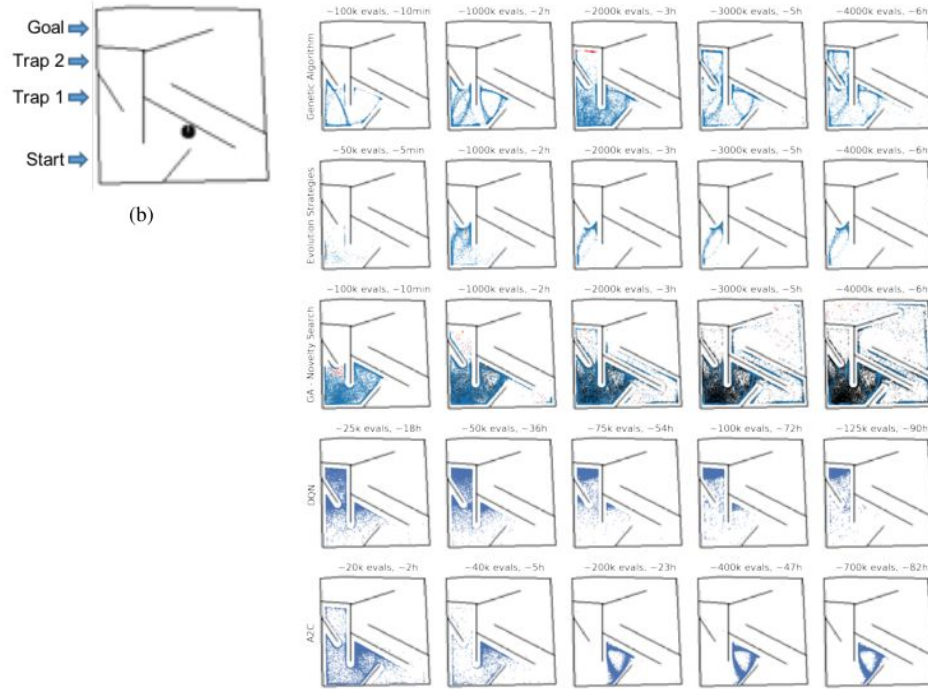 Goal
Trap 2
Trap 1
Start
(b)
~100k evals, ~10min ~1000k evals, ~2h ~2000k evals, ~3h ~3000k evals, ~5h ~4000k evals, ~6h
Genetic Algorithm
~50k evals, ~5min ~1000k evals, ~2h ~2000k evals, ~3h ~3000k evals, ~5h ~4000k evals, ~6h
Evolution Strategies
~100k evals, ~10min ~1000k evals, ~2h ~2000k evals, ~3h ~3000k evals, ~5h ~4000k evals, ~6h
GA - Novelty Search
~25k evals, ~18h ~50k evals, ~36h ~75k evals, ~54h ~100k evals, ~72h ~125k evals, ~90h
DQN
~20k evals, ~2h ~40k evals, ~5h ~200k evals, ~23h ~400k evals, ~47h ~700k evals, ~82h
A2C